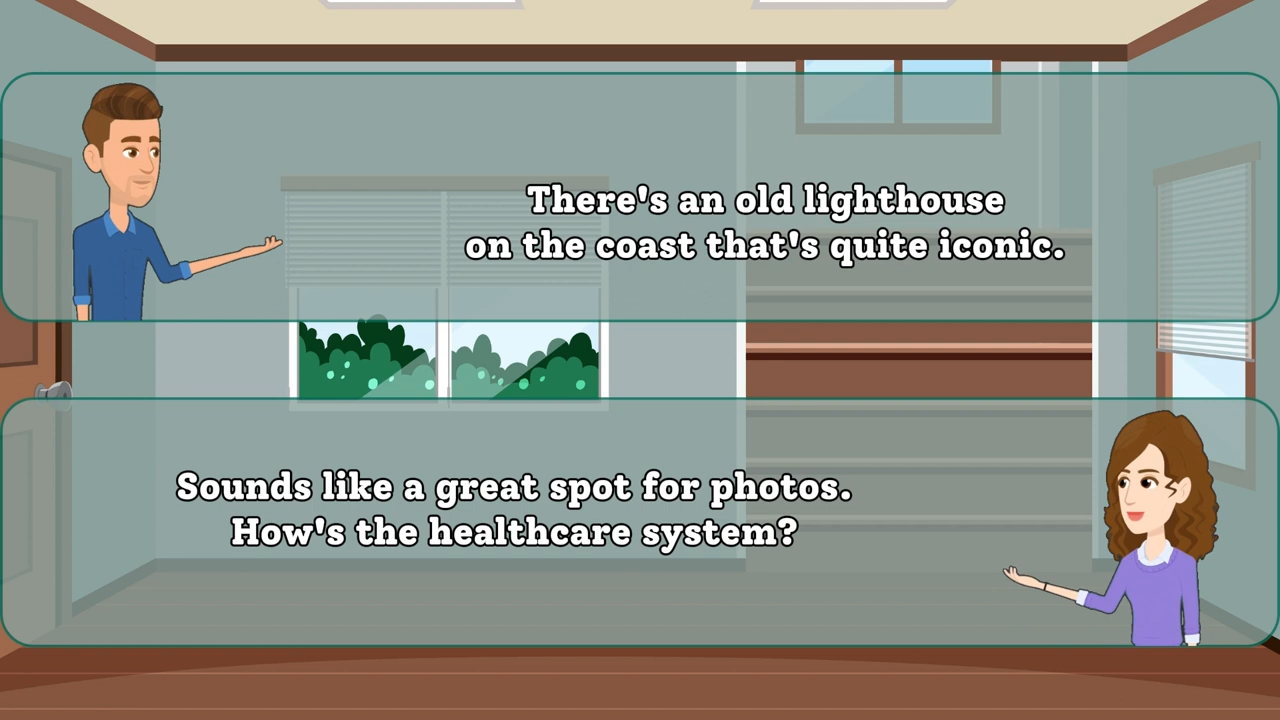 There's an old lighthouse
on the coast that's quite iconic.
Sounds like a great spot for photos.
How's the healthcare system?